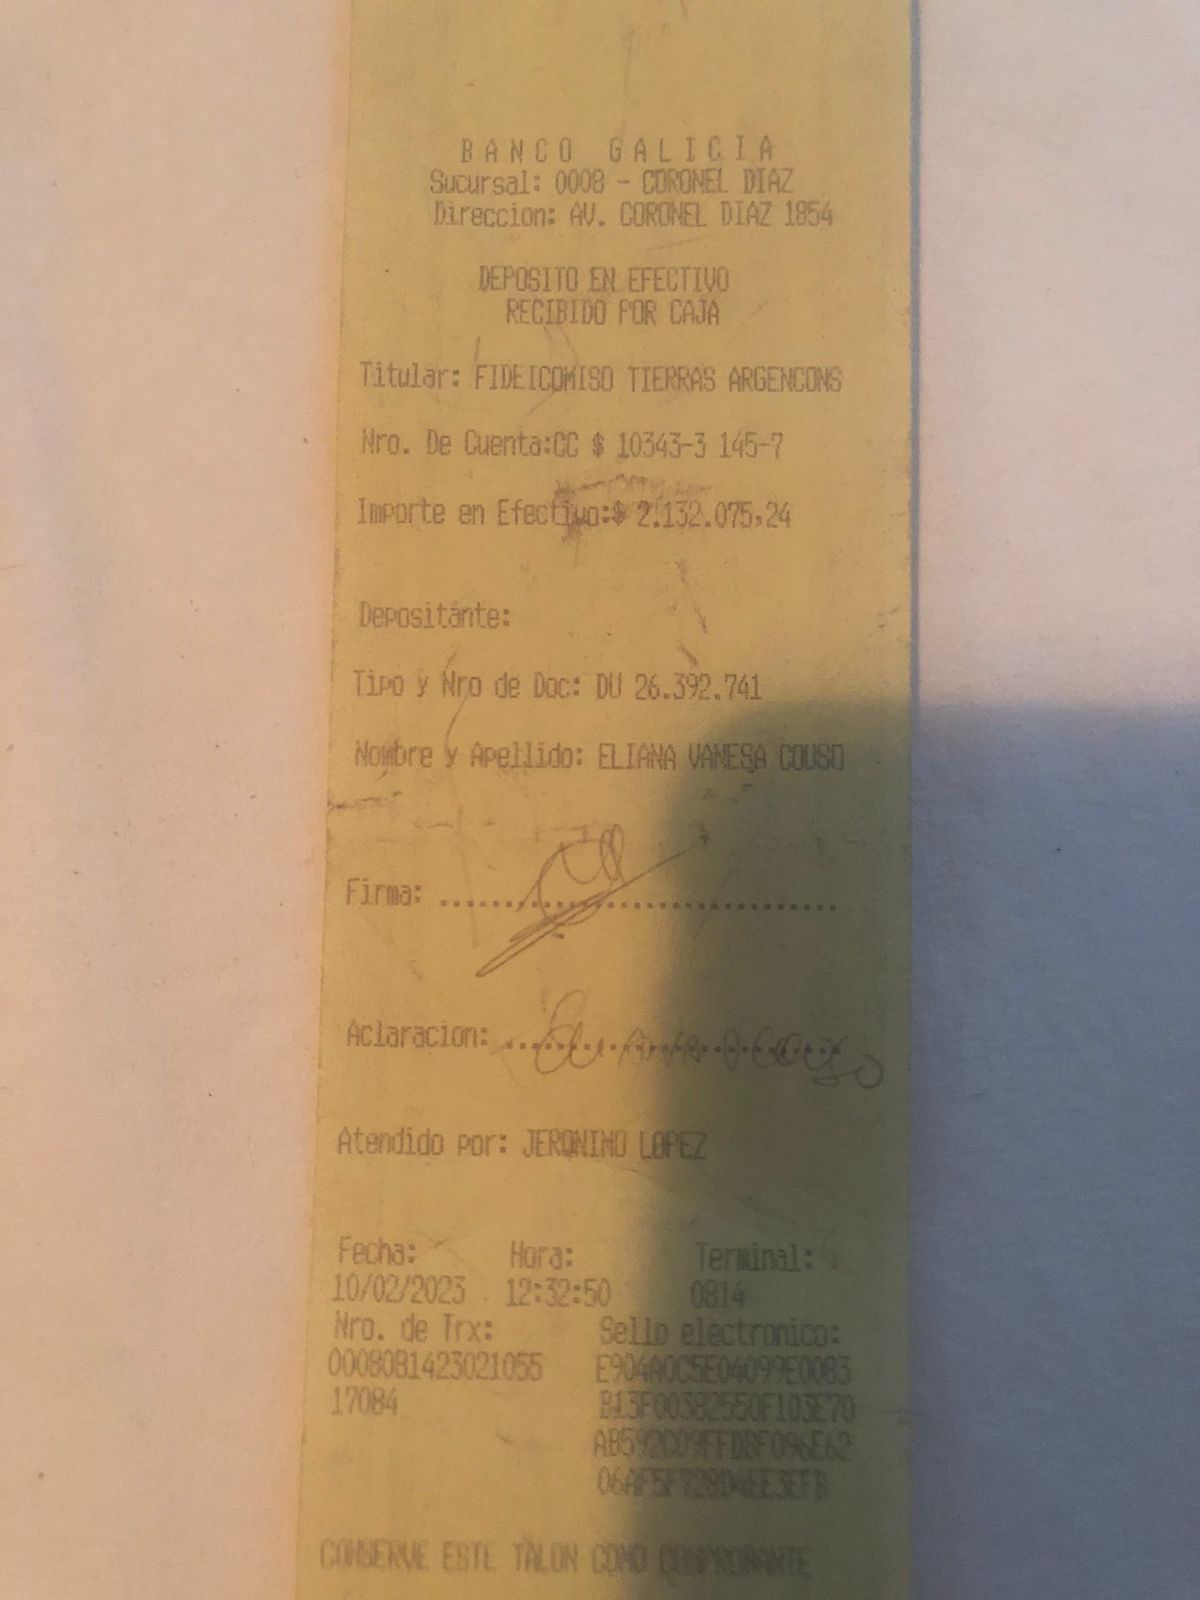 BANCO GALICIA
Sucursal: 0008 - CORONEL DIAZ
Direccion: AV. CORONEL DIAZ 1854
DEPOSITO EN EFECTIVO
RECIBIDO POR CAJA
Titular: FIDEICOMISO TIERRAS ARGENCONS
Nro. De Cuenta:CC $ 10343-3 145-7
Importe en Efectivo:$ 2.132.075,24
Depositante:
Tipo y Nro de Doc: DU 26.392.741
Nombre y Apellido: ELIANA VANESA COUSO
Firma:
Aclaracion:
Atendido por: JERONIMO LOPEZ
Fecha: Hora: Terminal:
10/02/2023 12:32:50 0814
Nro. de Trx: Sello electronico:
0008081423021055 E904A0C5E04099E0083
17084
CONSERVE ESTE TALON COMO COMPROBANTE